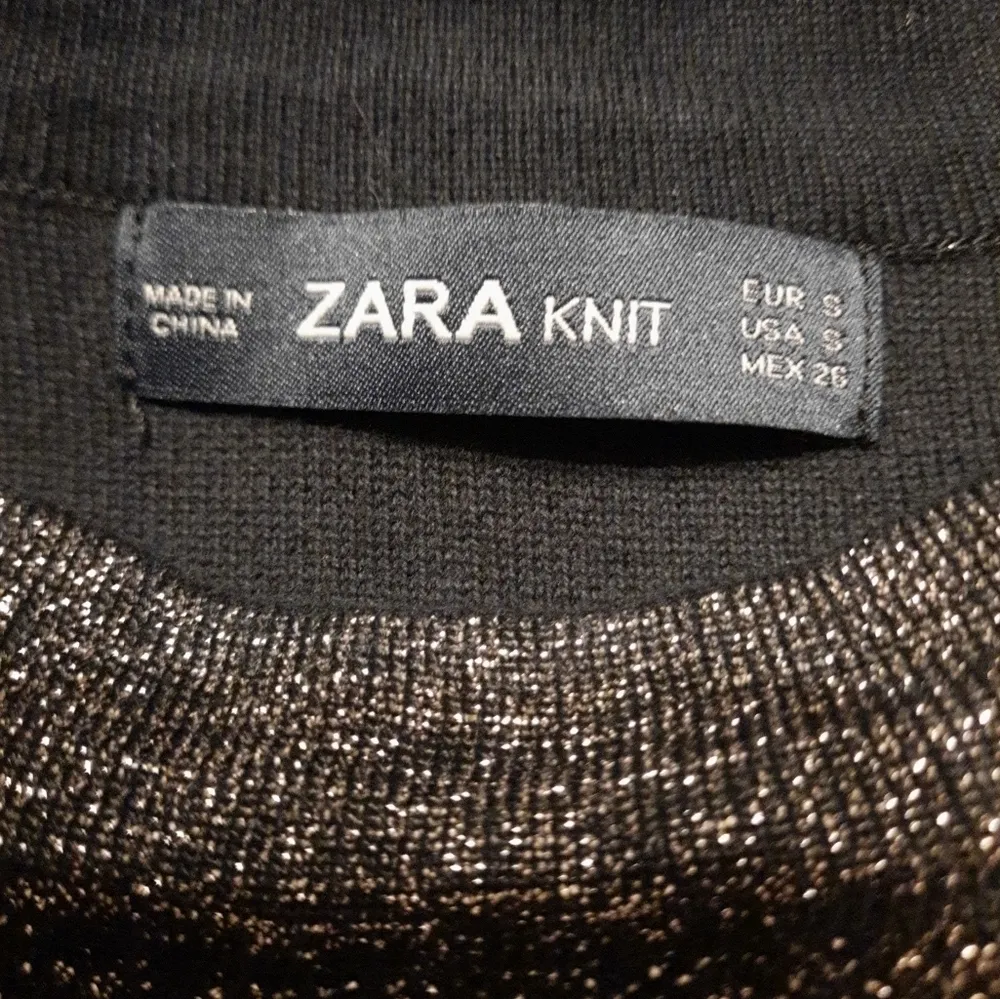 MADE IN
CHINA
ZARA KNIT
EUR S
USA S
MEX 26